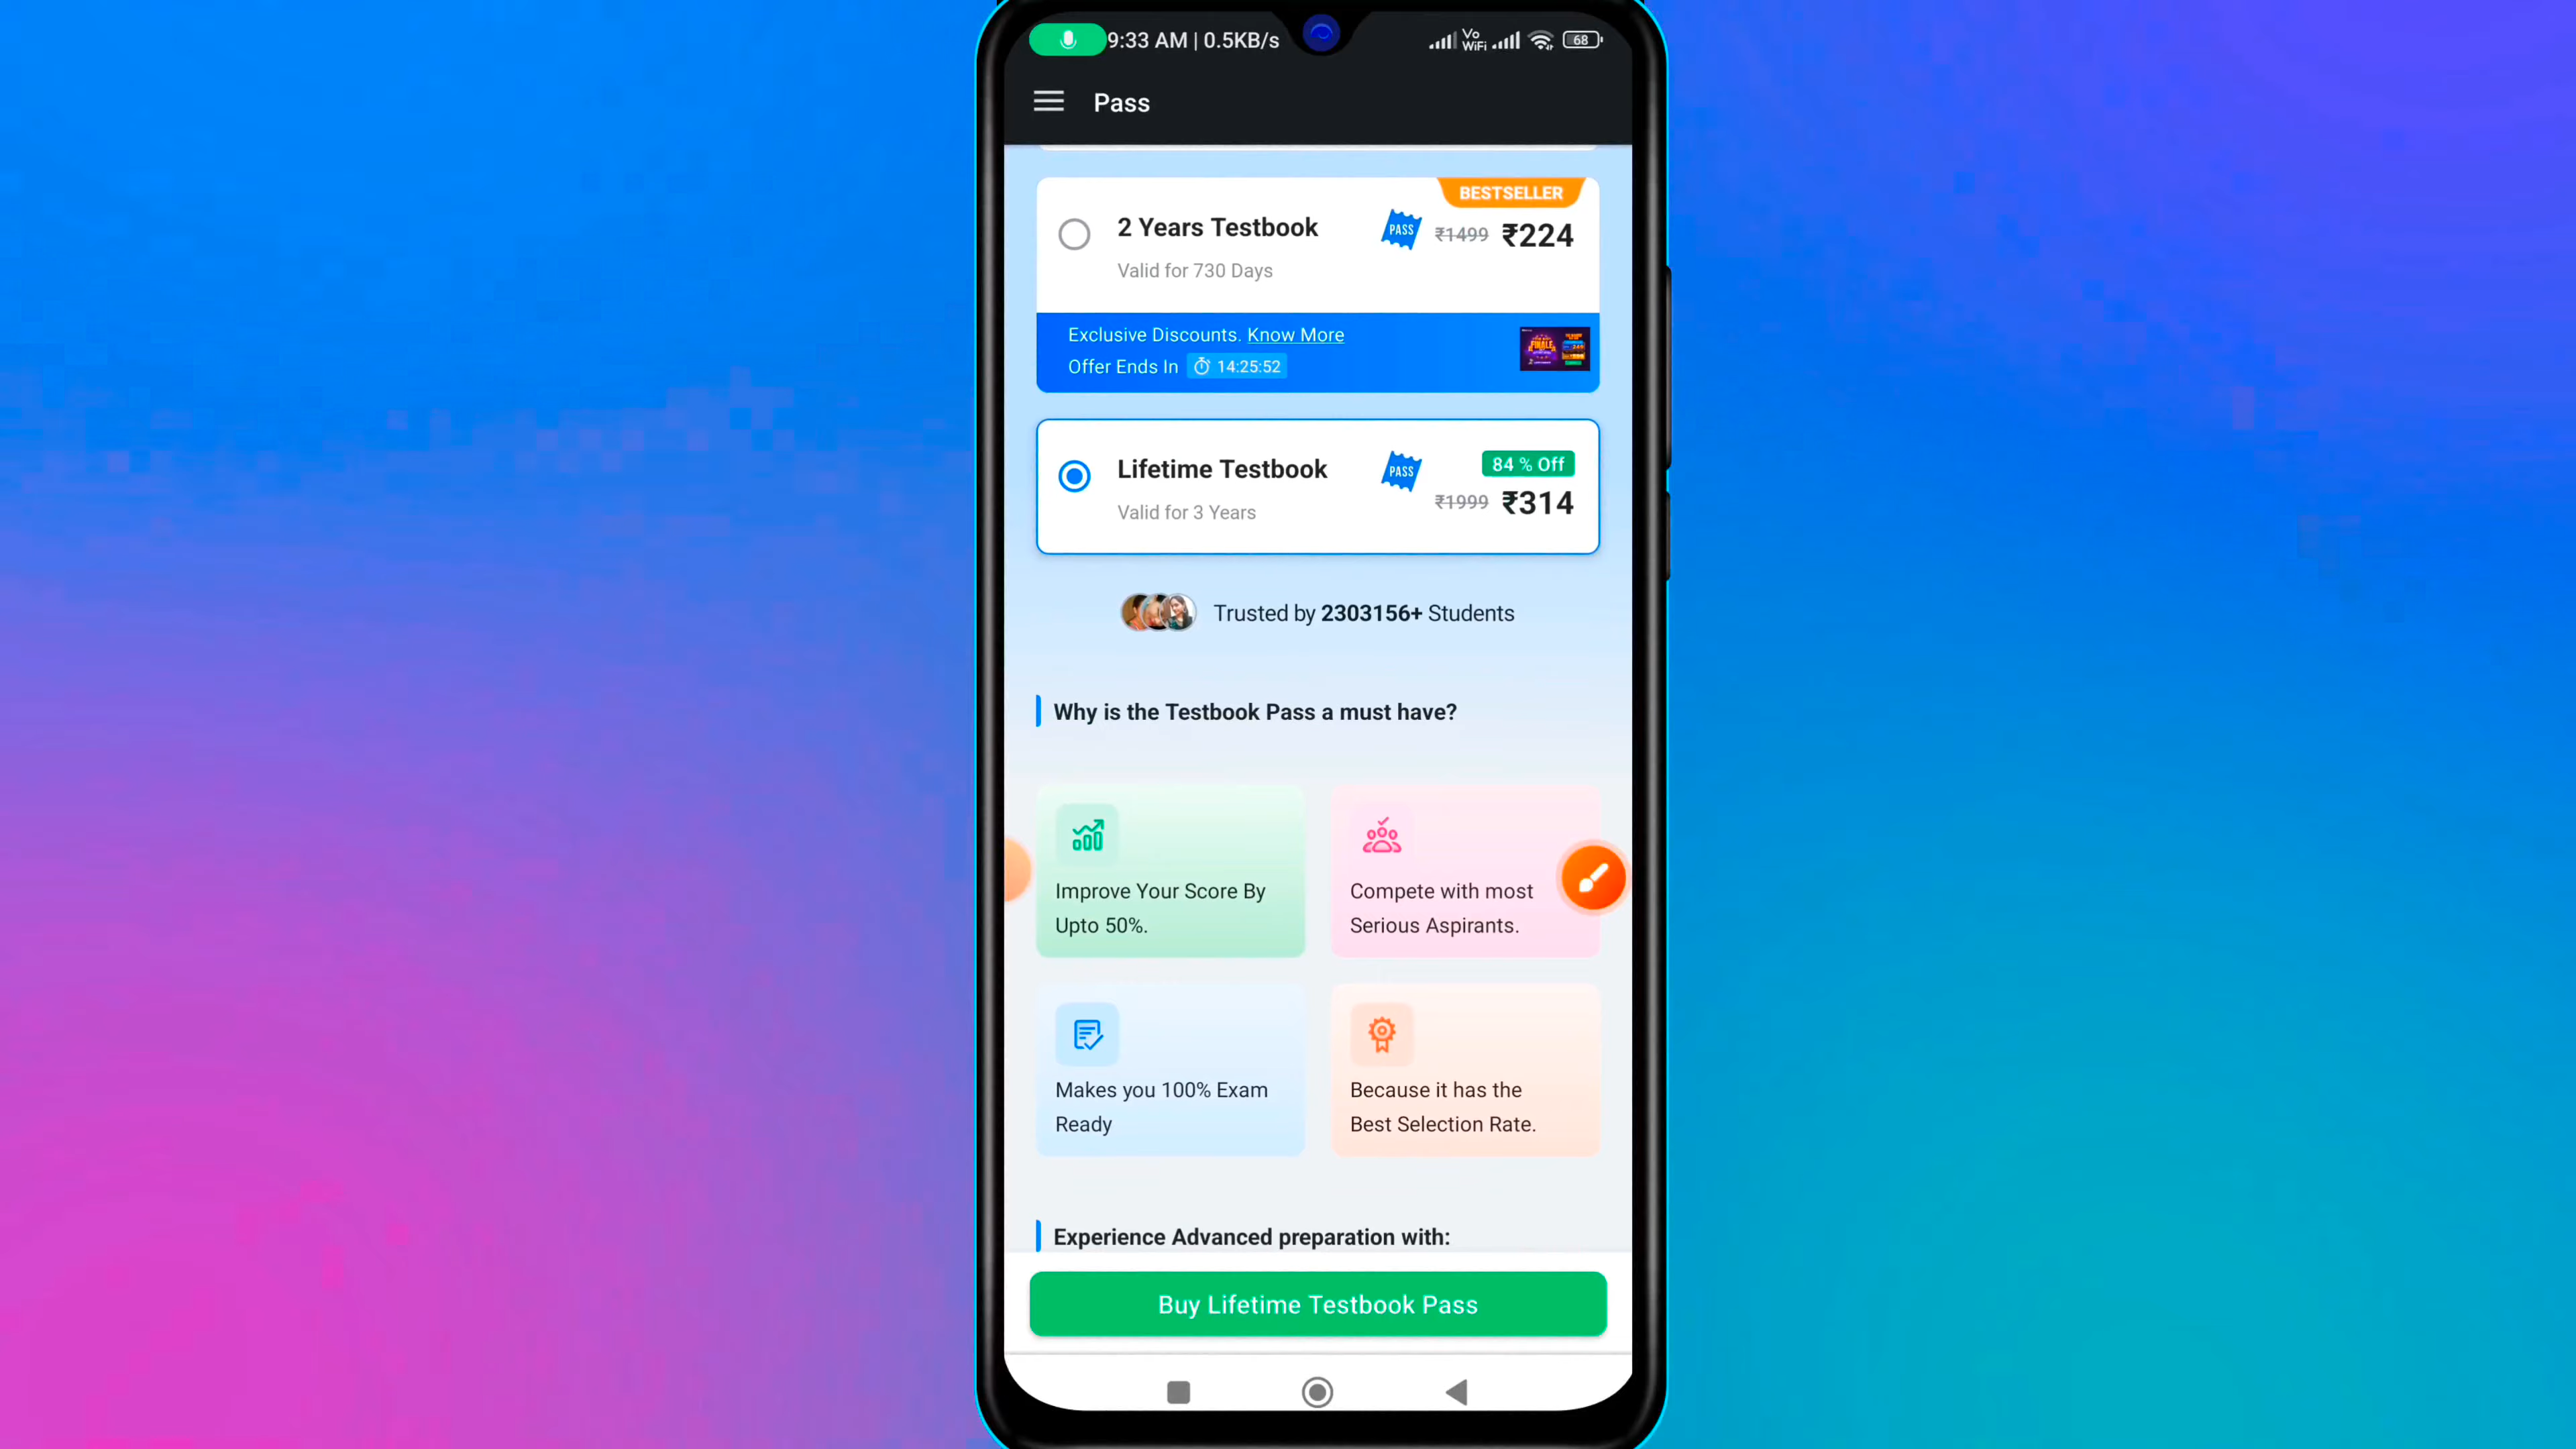 9:33 AM | 0.5KB/s
Vo
WiFi
68
Pass
BESTSELLER
2 Years Testbook
PASS
₹1499 ₹224
Valid for 730 Days
Exclusive Discounts. Know More
Offer Ends In 14:25:52
FINALE
84 % Off
Lifetime Testbook
PASS
₹1999 ₹314
Valid for 3 Years
Trusted by 2303156+ Students
Why is the Testbook Pass a must have?
Improve Your Score By
Upto 50%.
Compete with most
Serious Aspirants.
Makes you 100% Exam
Ready
Because it has the
Best Selection Rate.
Experience Advanced preparation with:
Buy Lifetime Testbook Pass